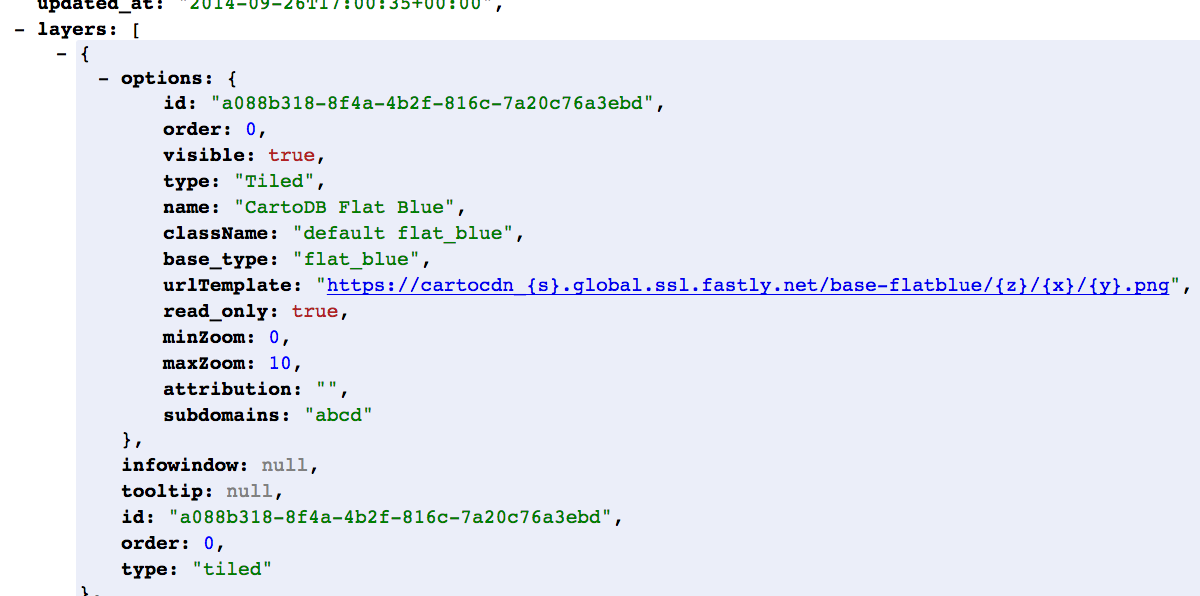 updated_at: "2014-09-26T17:00:35+00:00",
- layers: [
- {
- options: {
id: "a088b318-8f4a-4b2f-816c-7a20c76a3ebd",
order: 0,
visible: true,
type: "Tiled",
name: "CartoDB Flat Blue",
className: "default flat_blue",
base_type: "flat_blue",
urlTemplate: "https://cartocdn_{s}.global.ssl.fastly.net/base-flatblue/{z}/{x}/{y}.png",
read_only: true,
minZoom: 0,
maxZoom: 10,
attribution: "",
subdomains: "abcd"
},
infowindow: null,
tooltip: null,
id: "a088b318-8f4a-4b2f-816c-7a20c76a3ebd",
order: 0,
type: "tiled"
},